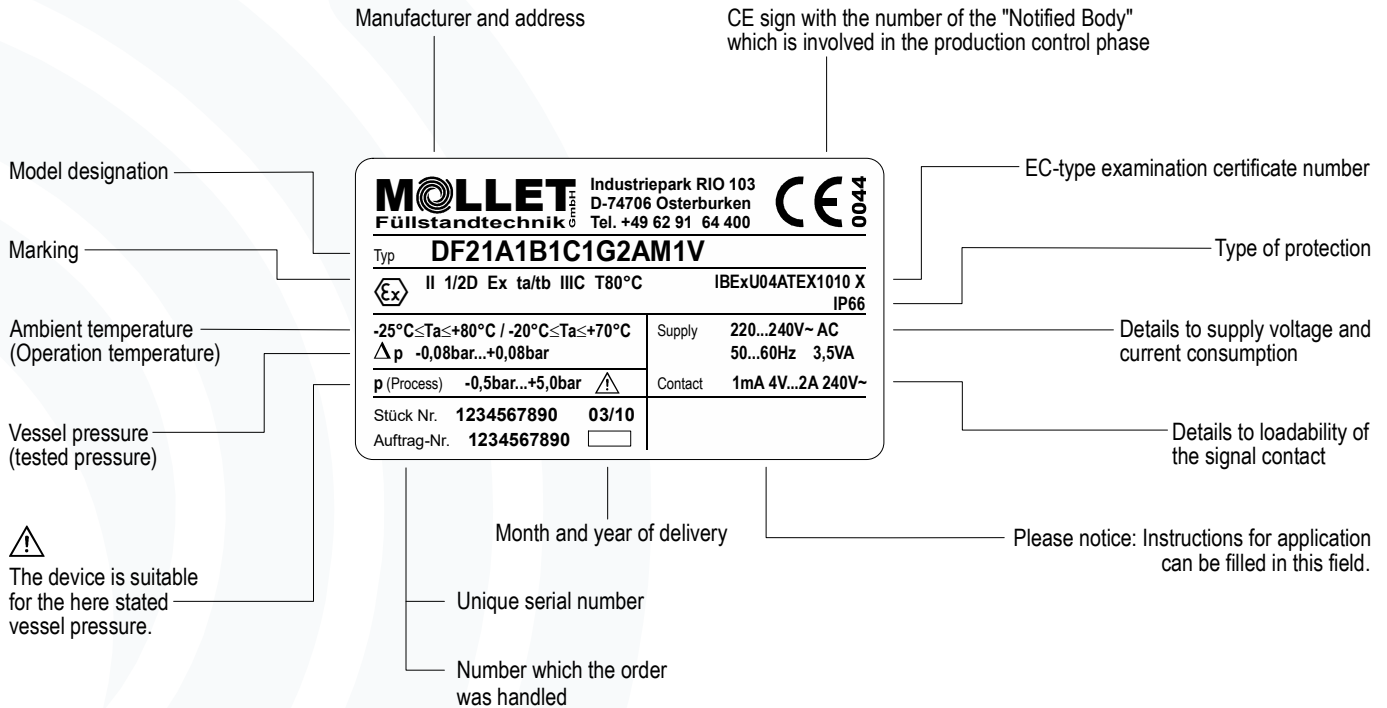 Manufacturer and address
CE sign with the number of the "Notified Body"
which is involved in the production control phase
Model designation
Marking
Ambient temperature
(Operation temperature)
Vessel pressure
(tested pressure)
The device is suitable
for the here stated
vessel pressure.
MOLLET
Füllstandtechnik GmbH
Industriepark RIO 103
D-74706 Osterburken
Tel. +49 62 91 64 400
CE 0044
Typ DF21A1B1C1G2AM1V
Ex II 1/2D Ex ta/tb IIIC T80°C
IBExU04ATEX1010 X
IP66
-25°C≤Ta≤+80°C / -20°C≤Ta≤+70°C
Δ p -0,08bar...+0,08bar
Supply 220...240V~ AC
50...60Hz 3,5VA
p (Process) -0,5bar...+5,0bar
Contact 1mA 4V...2A 240V~
Stück Nr. 1234567890 03/10
Auftrag-Nr. 1234567890
EC-type examination certificate number
Type of protection
Details to supply voltage and
current consumption
Details to loadability of
the signal contact
Please notice: Instructions for application
can be filled in this field.
Month and year of delivery
Unique serial number
Number which the order
was handled